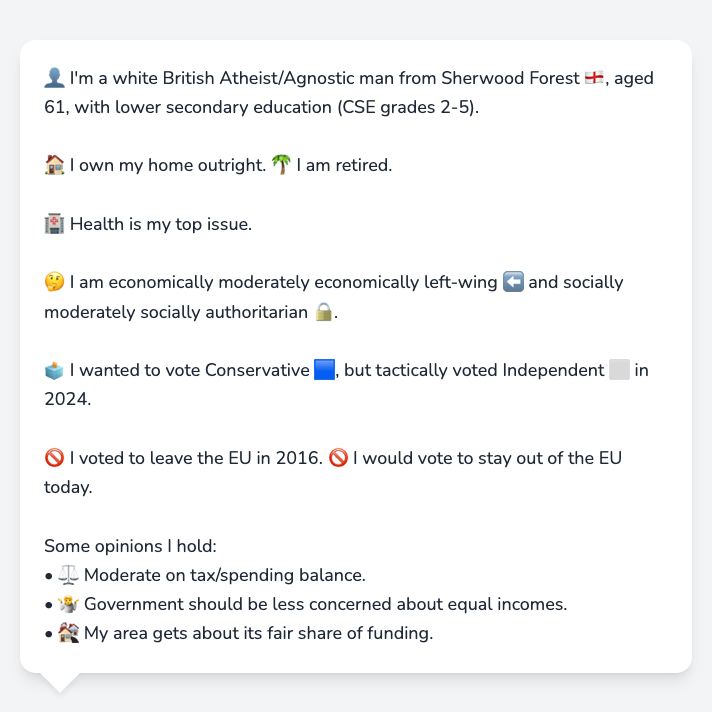 👤 I'm a white British Atheist/Agnostic man from Sherwood Forest 🏴󠁧󠁢󠁥󠁮󠁧󠁿, aged
61, with lower secondary education (CSE grades 2-5).
🏠 I own my home outright. 🌴 I am retired.
🏥 Health is my top issue.
🤔 I am economically moderately economically left-wing ⬅️ and socially
moderately socially authoritarian 🔒.
🗳️ I wanted to vote Conservative 🟦, but tactically voted Independent ⬜ in
2024.
🚫 I voted to leave the EU in 2016. 🚫 I would vote to stay out of the EU
today.
Some opinions I hold:
• ⚖️ Moderate on tax/spending balance.
• 🤷 Government should be less concerned about equal incomes.
• 🏘️ My area gets about its fair share of funding.